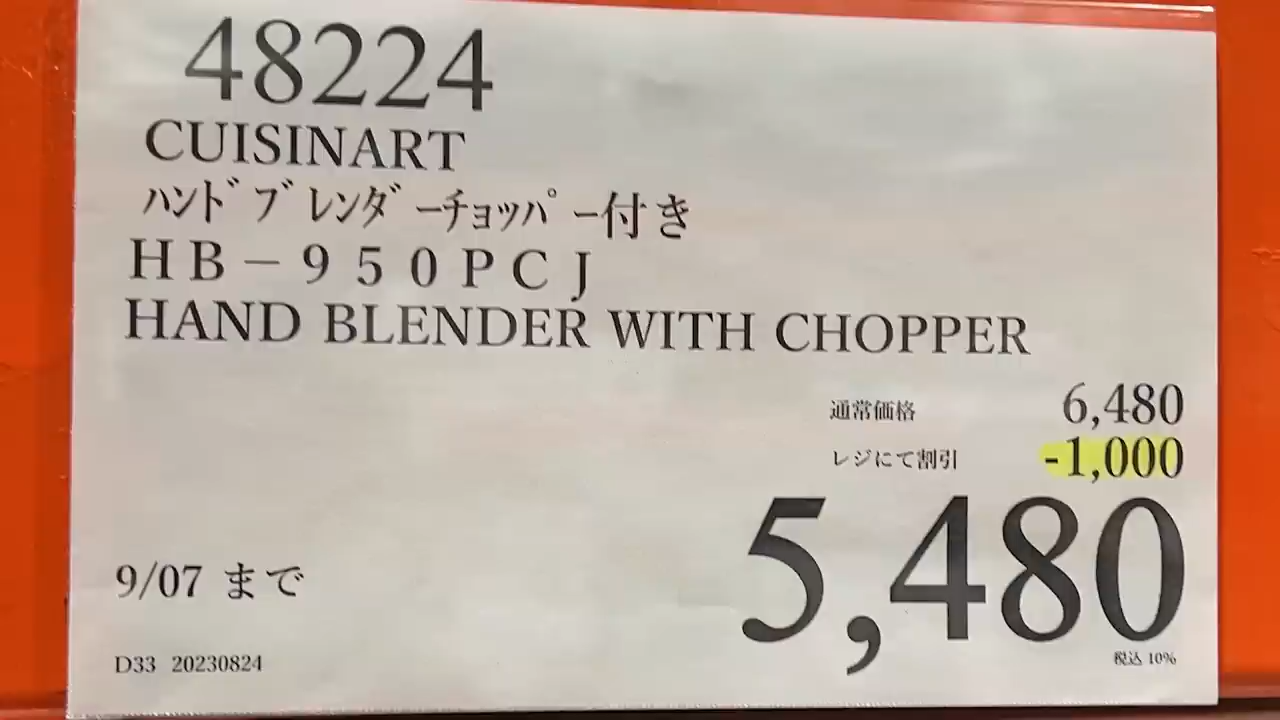 48224
CUISINART
ﾊﾝﾄﾞﾌﾞﾚﾝﾀﾞｰﾁｮｯﾊﾟｰ付き
ＨＢ－９５０ＰＣＪ
HAND BLENDER WITH CHOPPER
通常価格 6,480
レジにて割引 -1,000
5,480
9/07 まで
税込 10%
D33 20230824